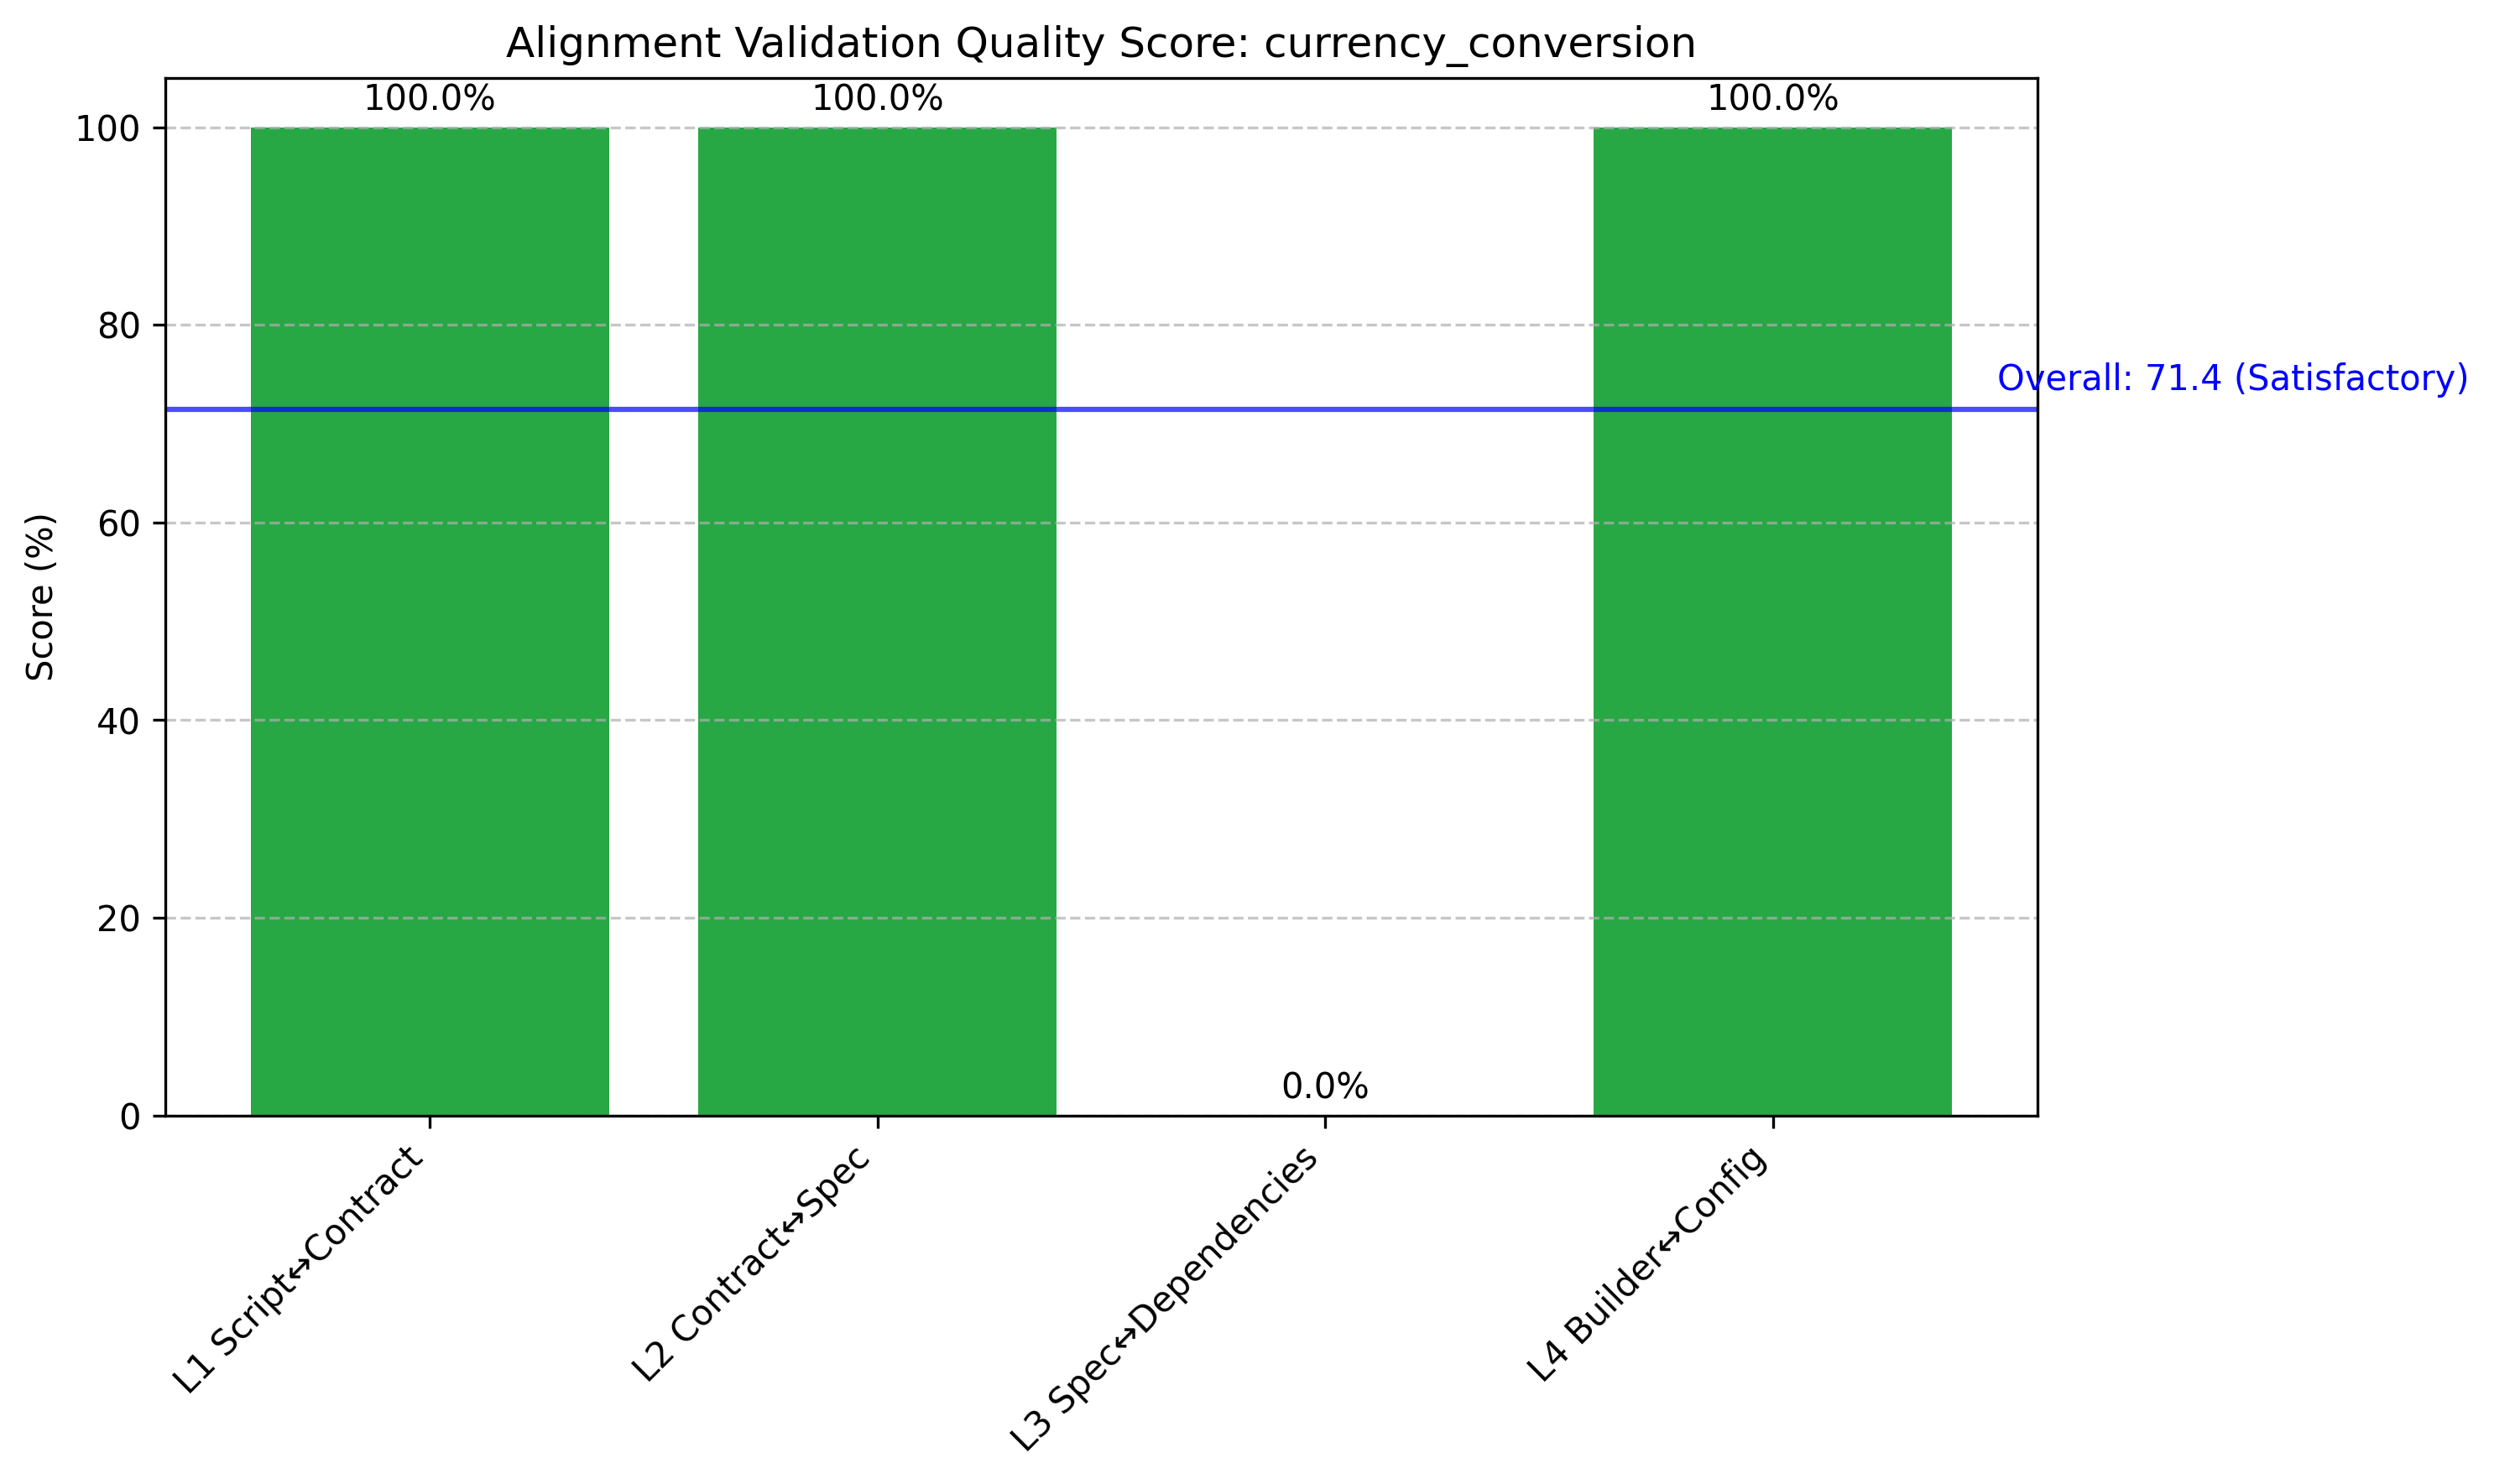 Alignment Validation Quality Score: currency_conversion
100.0%
100.0%
100.0%
100
80
60
40
20
0
Score (%)
Overall: 71.4 (Satisfactory)
0.0%
L1 Script↔Contract
L2 Contract↔Spec
L3 Spec↔Dependencies
L4 Builder↔Config